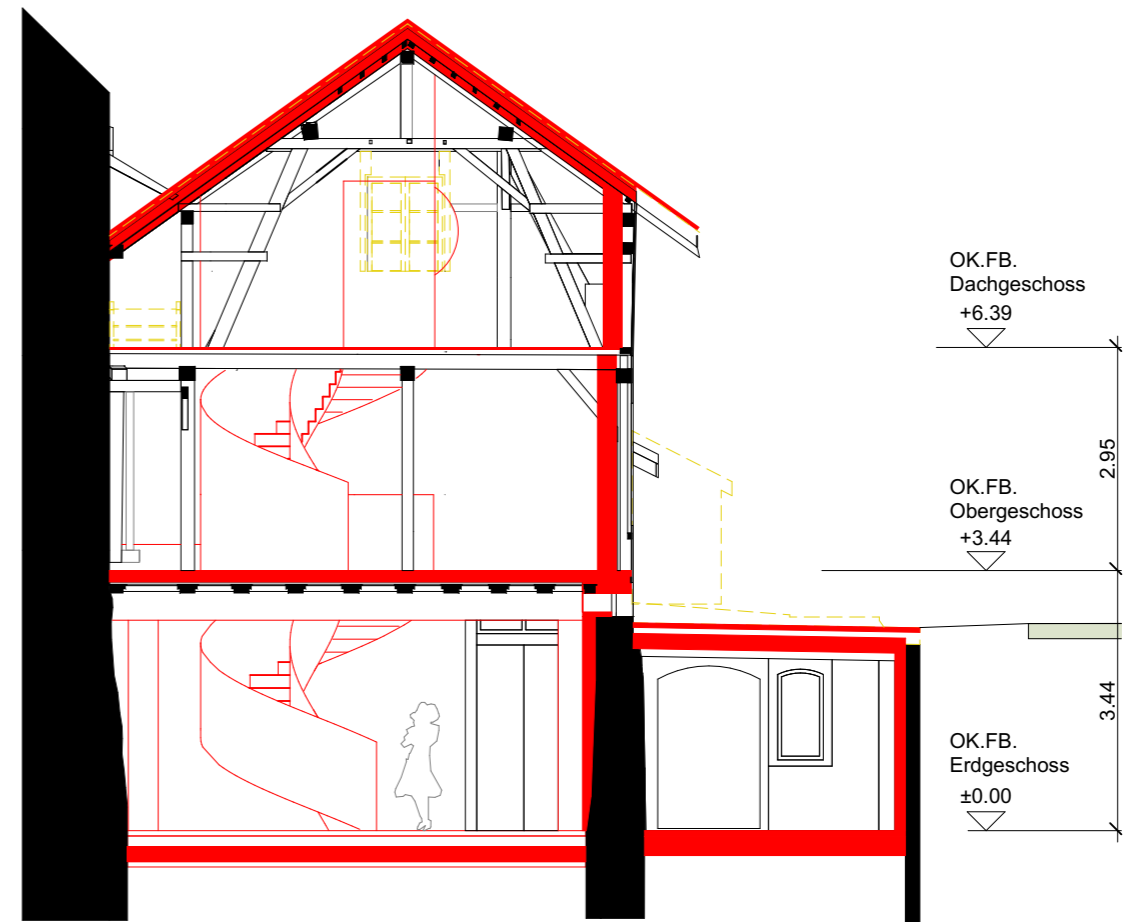 OK.FB.
Dachgeschoss
+6.39
2.95
OK.FB.
Obergeschoss
+3.44
3.44
OK.FB.
Erdgeschoss
±0.00